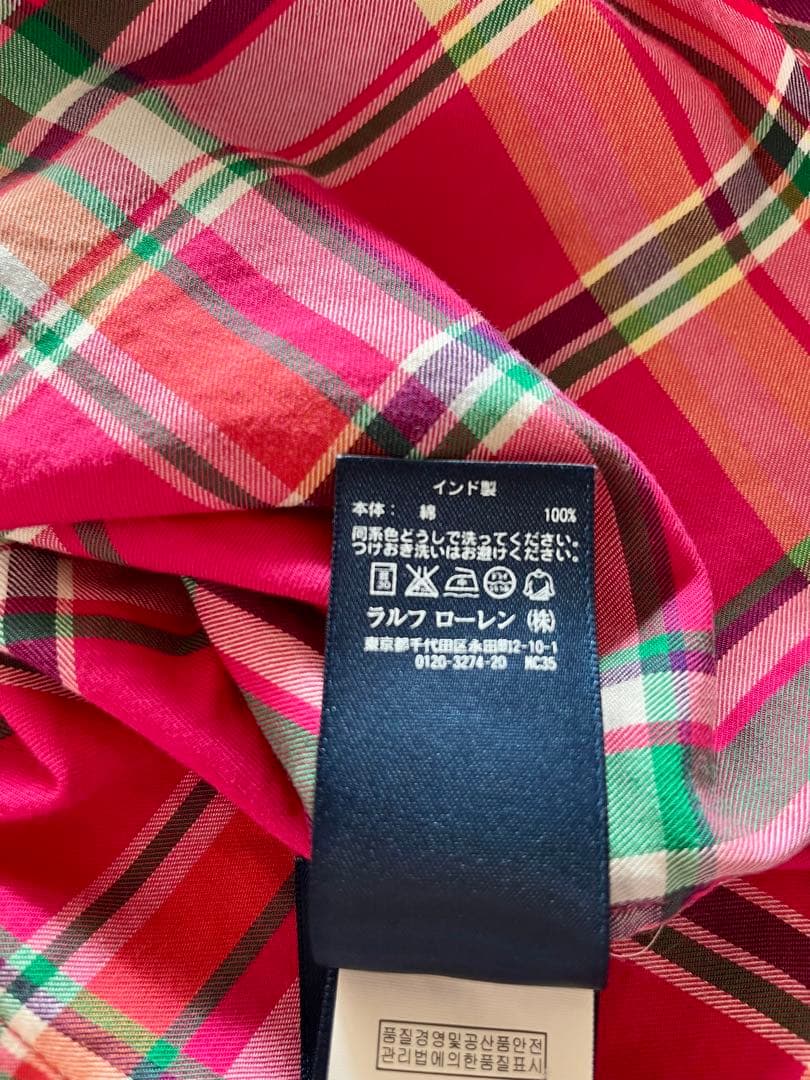 インド製
本体： 綿 100%
同系色どうしで洗ってください。
つけおき洗いはお避けください。
ラルフ ローレン (株)
東京都千代田区永田町2-10-1
0120-3274-20 NC35
품질경영및공산품안전
관리법에의한품질표시